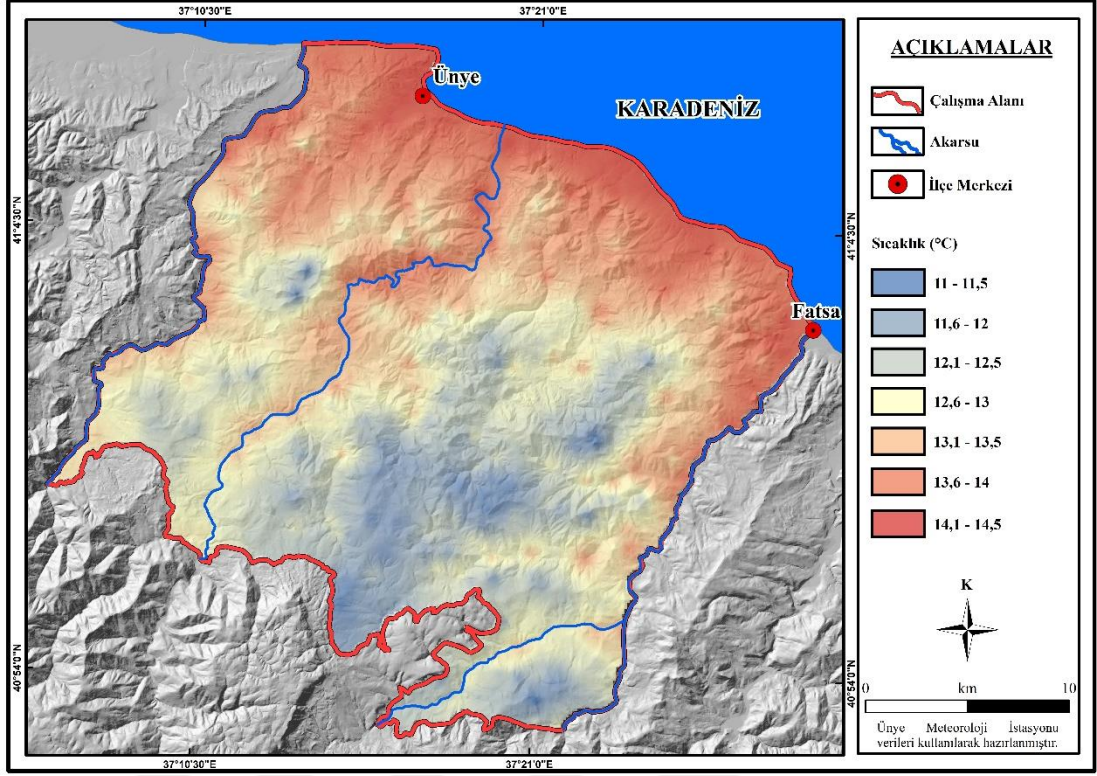 37°10'30"E
37°21'0"E
41°4'30"N
41°4'30"N
Ünye
KARADENİZ
Fatsa
40°54'0"N
40°54'0"N
37°10'30"E
37°21'0"E
AÇIKLAMALAR
Çalışma Alanı
Akarsu
İlçe Merkezi
Sıcaklık (°C)
11 - 11,5
11,6 - 12
12,1 - 12,5
12,6 - 13
13,1 - 13,5
13,6 - 14
14,1 - 14,5
K
0 km 10
Ünye Meteoroloji İstasyonu
verileri kullanılarak hazırlanmıştır.